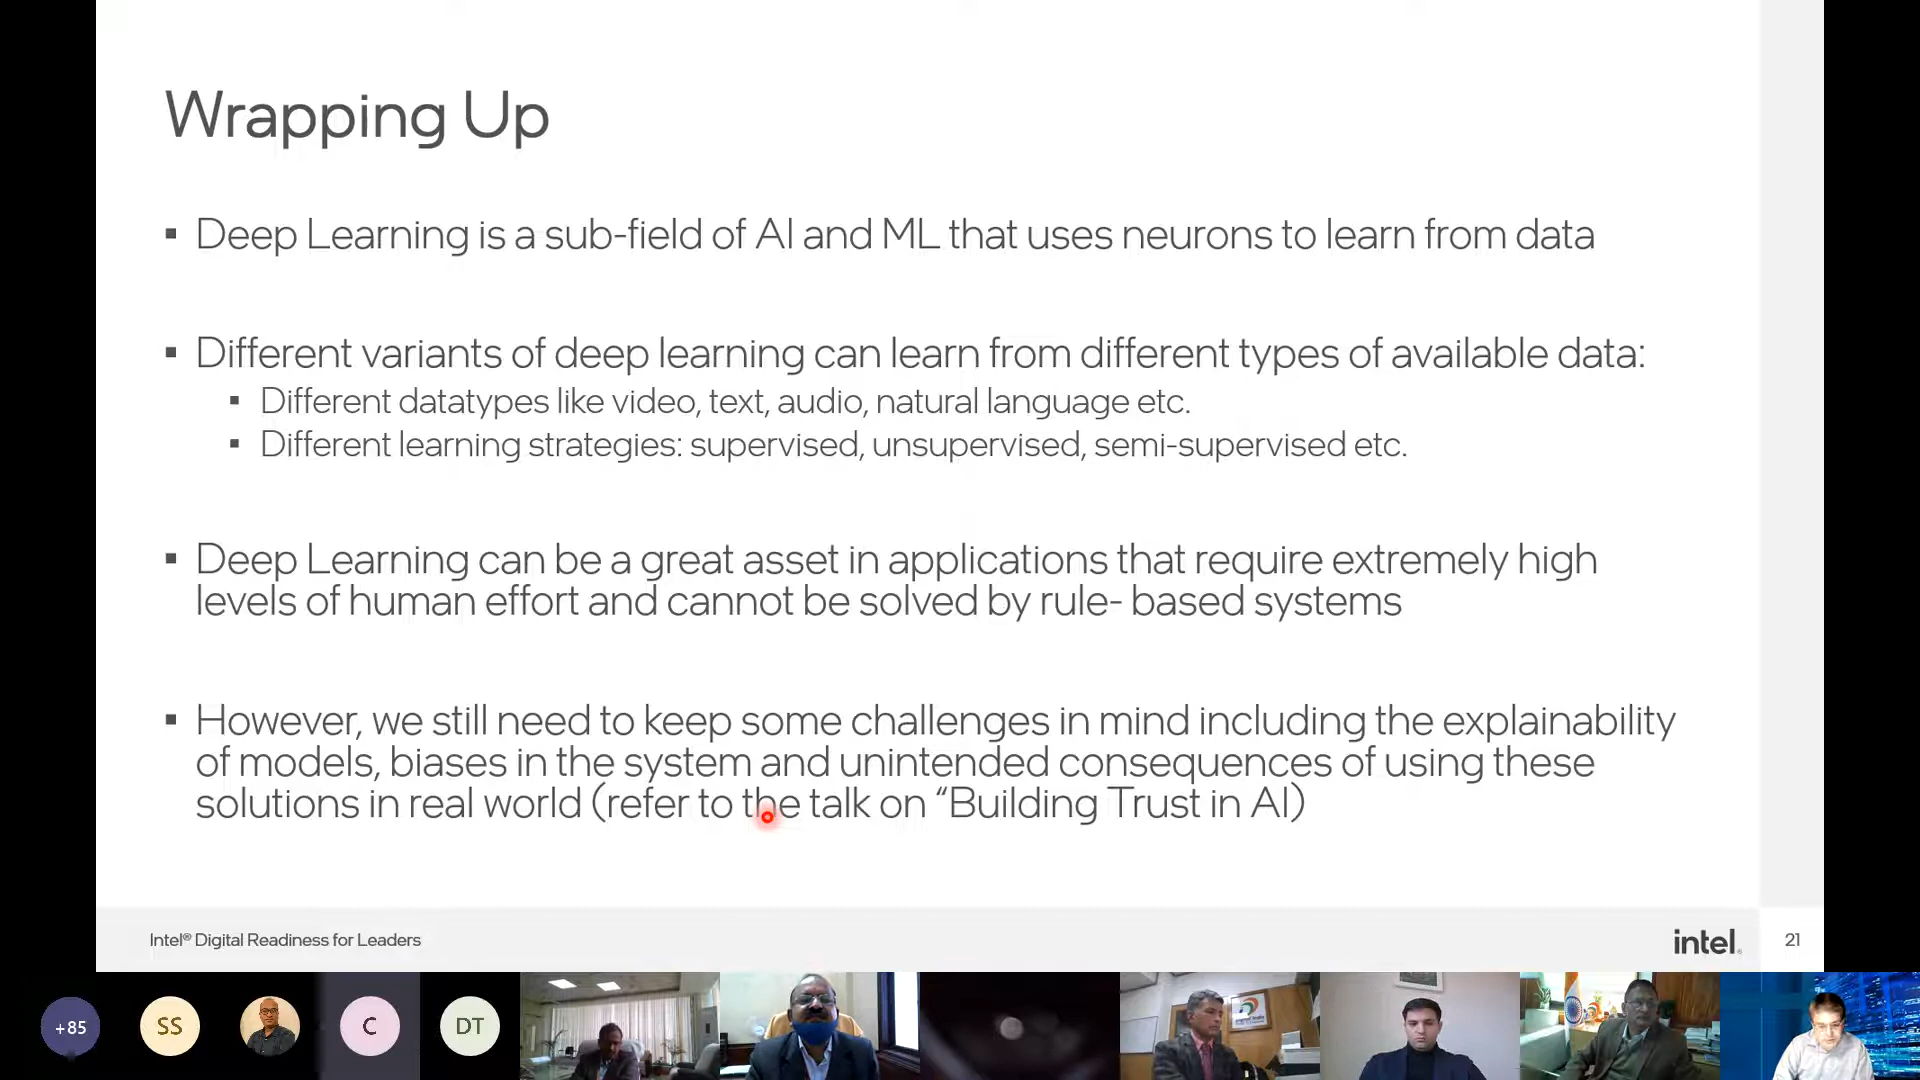 Wrapping Up
▪ Deep Learning is a sub-field of AI and ML that uses neurons to learn from data
▪ Different variants of deep learning can learn from different types of available data:
▪ Different datatypes like video, text, audio, natural language etc.
▪ Different learning strategies: supervised, unsupervised, semi-supervised etc.
▪ Deep Learning can be a great asset in applications that require extremely high
levels of human effort and cannot be solved by rule- based systems
▪ However, we still need to keep some challenges in mind including the explainability
of models, biases in the system and unintended consequences of using these
solutions in real world (refer to the talk on “Building Trust in AI)
Intel® Digital Readiness for Leaders
intel.
21
+85
SS
C
DT